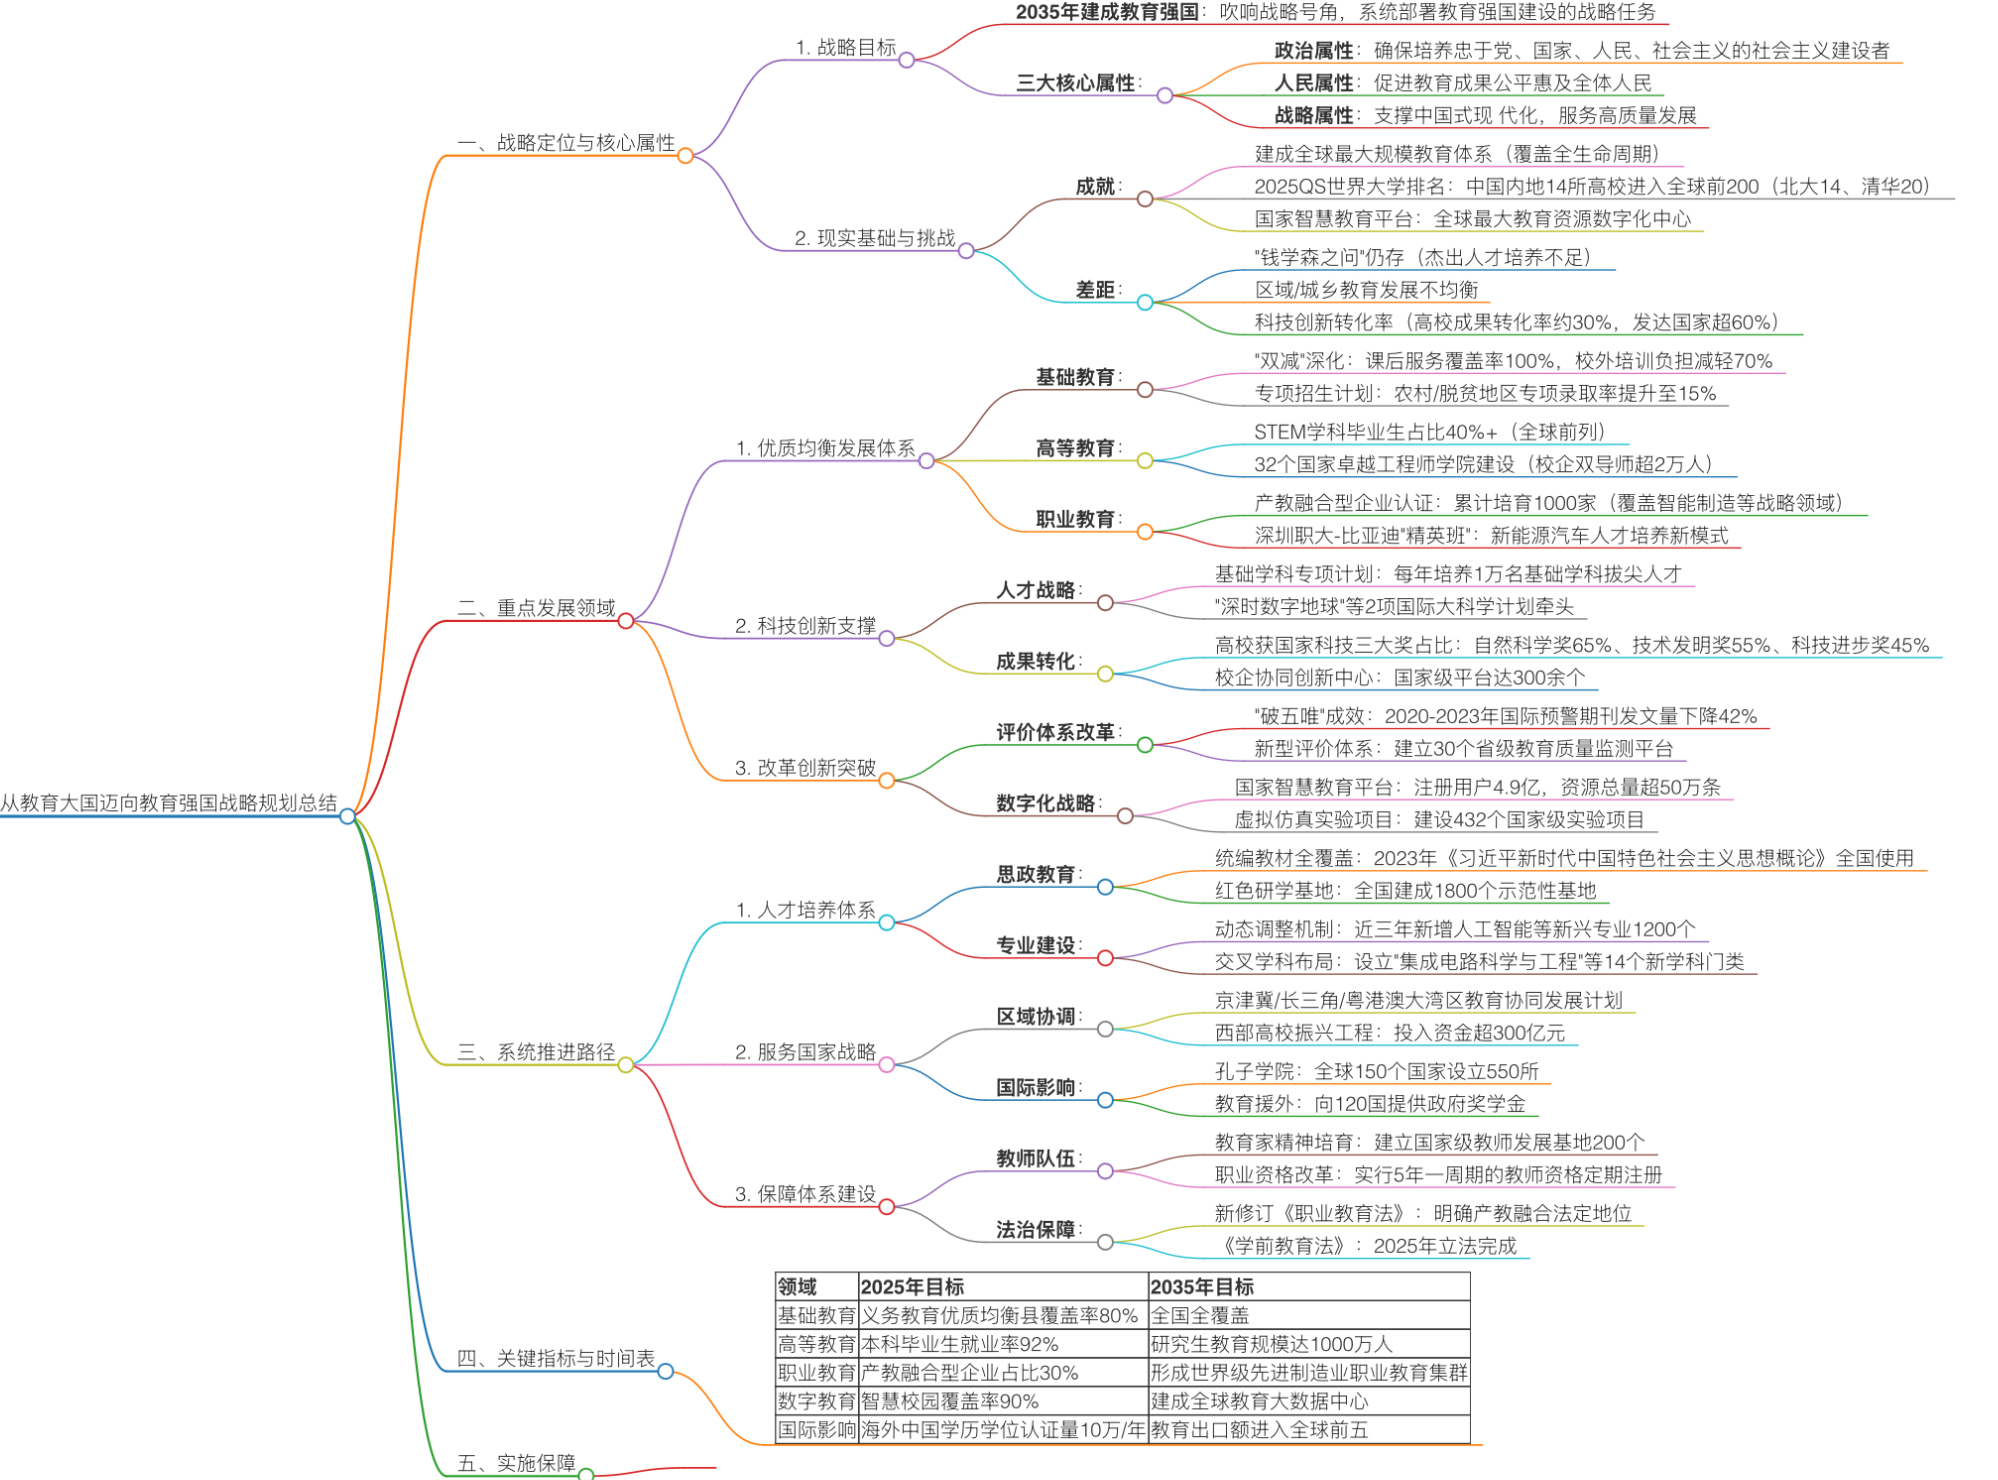 从教育大国迈向教育强国战略规划总结
一、战略定位与核心属性
1. 战略目标
2035年建成教育强国：吹响战略号角，系统部署教育强国建设的战略任务
三大核心属性：
政治属性：确保培养忠于党、国家、人民、社会主义的社会主义建设者
人民属性：促进教育成果公平惠及全体人民
战略属性：支撑中国式现 代化，服务高质量发展
2. 现实基础与挑战
成就：
建成全球最大规模教育体系（覆盖全生命周期）
2025QS世界大学排名：中国内地14所高校进入全球前200（北大14、清华20）
国家智慧教育平台：全球最大教育资源数字化中心
差距：
"钱学森之问"仍存（杰出人才培养不足）
区域/城乡教育发展不均衡
科技创新转化率（高校成果转化率约30%，发达国家超60%）
二、重点发展领域
1. 优质均衡发展体系
基础教育：
"双减"深化：课后服务覆盖率100%，校外培训负担减轻70%
专项招生计划：农村/脱贫地区专项录取率提升至15%
高等教育：
STEM学科毕业生占比40%+（全球前列）
32个国家卓越工程师学院建设（校企双导师超2万人）
职业教育：
产教融合型企业认证：累计培育1000家（覆盖智能制造等战略领域）
深圳职大-比亚迪"精英班"：新能源汽车人才培养新模式
2. 科技创新支撑
人才战略：
基础学科专项计划：每年培养1万名基础学科拔尖人才
"深时数字地球"等2项国际大科学计划牵头
成果转化：
高校获国家科技三大奖占比：自然科学奖65%、技术发明奖55%、科技进步奖45%
校企协同创新中心：国家级平台达300余个
3. 改革创新突破
评价体系改革：
"破五唯"成效：2020-2023年国际预警期刊发文量下降42%
新型评价体系：建立30个省级教育质量监测平台
数字化战略：
国家智慧教育平台：注册用户4.9亿，资源总量超50万条
虚拟仿真实验项目：建设432个国家级实验项目
三、系统推进路径
1. 人才培养体系
思政教育：
统编教材全覆盖：2023年《习近平新时代中国特色社会主义思想概论》全国使用
红色研学基地：全国建成1800个示范性基地
专业建设：
动态调整机制：近三年新增人工智能等新兴专业1200个
交叉学科布局：设立"集成电路科学与工程"等14个新学科门类
2. 服务国家战略
区域协调：
京津冀/长三角/粤港澳大湾区教育协同发展计划
西部高校振兴工程：投入资金超300亿元
国际影响：
孔子学院：全球150个国家设立550所
教育援外：向120国提供政府奖学金
3. 保障体系建设
教师队伍：
教育家精神培育：建立国家级教师发展基地200个
职业资格改革：实行5年一周期的教师资格定期注册
法治保障：
新修订《职业教育法》：明确产教融合法定地位
《学前教育法》：2025年立法完成
四、关键指标与时间表
领域 2025年目标 2035年目标
基础教育 义务教育优质均衡县覆盖率80% 全国全覆盖
高等教育 本科毕业生就业率92% 研究生教育规模达1000万人
职业教育 产教融合型企业占比30% 形成世界级先进制造业职业教育集群
数字教育 智慧校园覆盖率90% 建成全球教育大数据中心
国际影响 海外中国学历学位认证量10万/年 教育出口额进入全球前五
五、实施保障